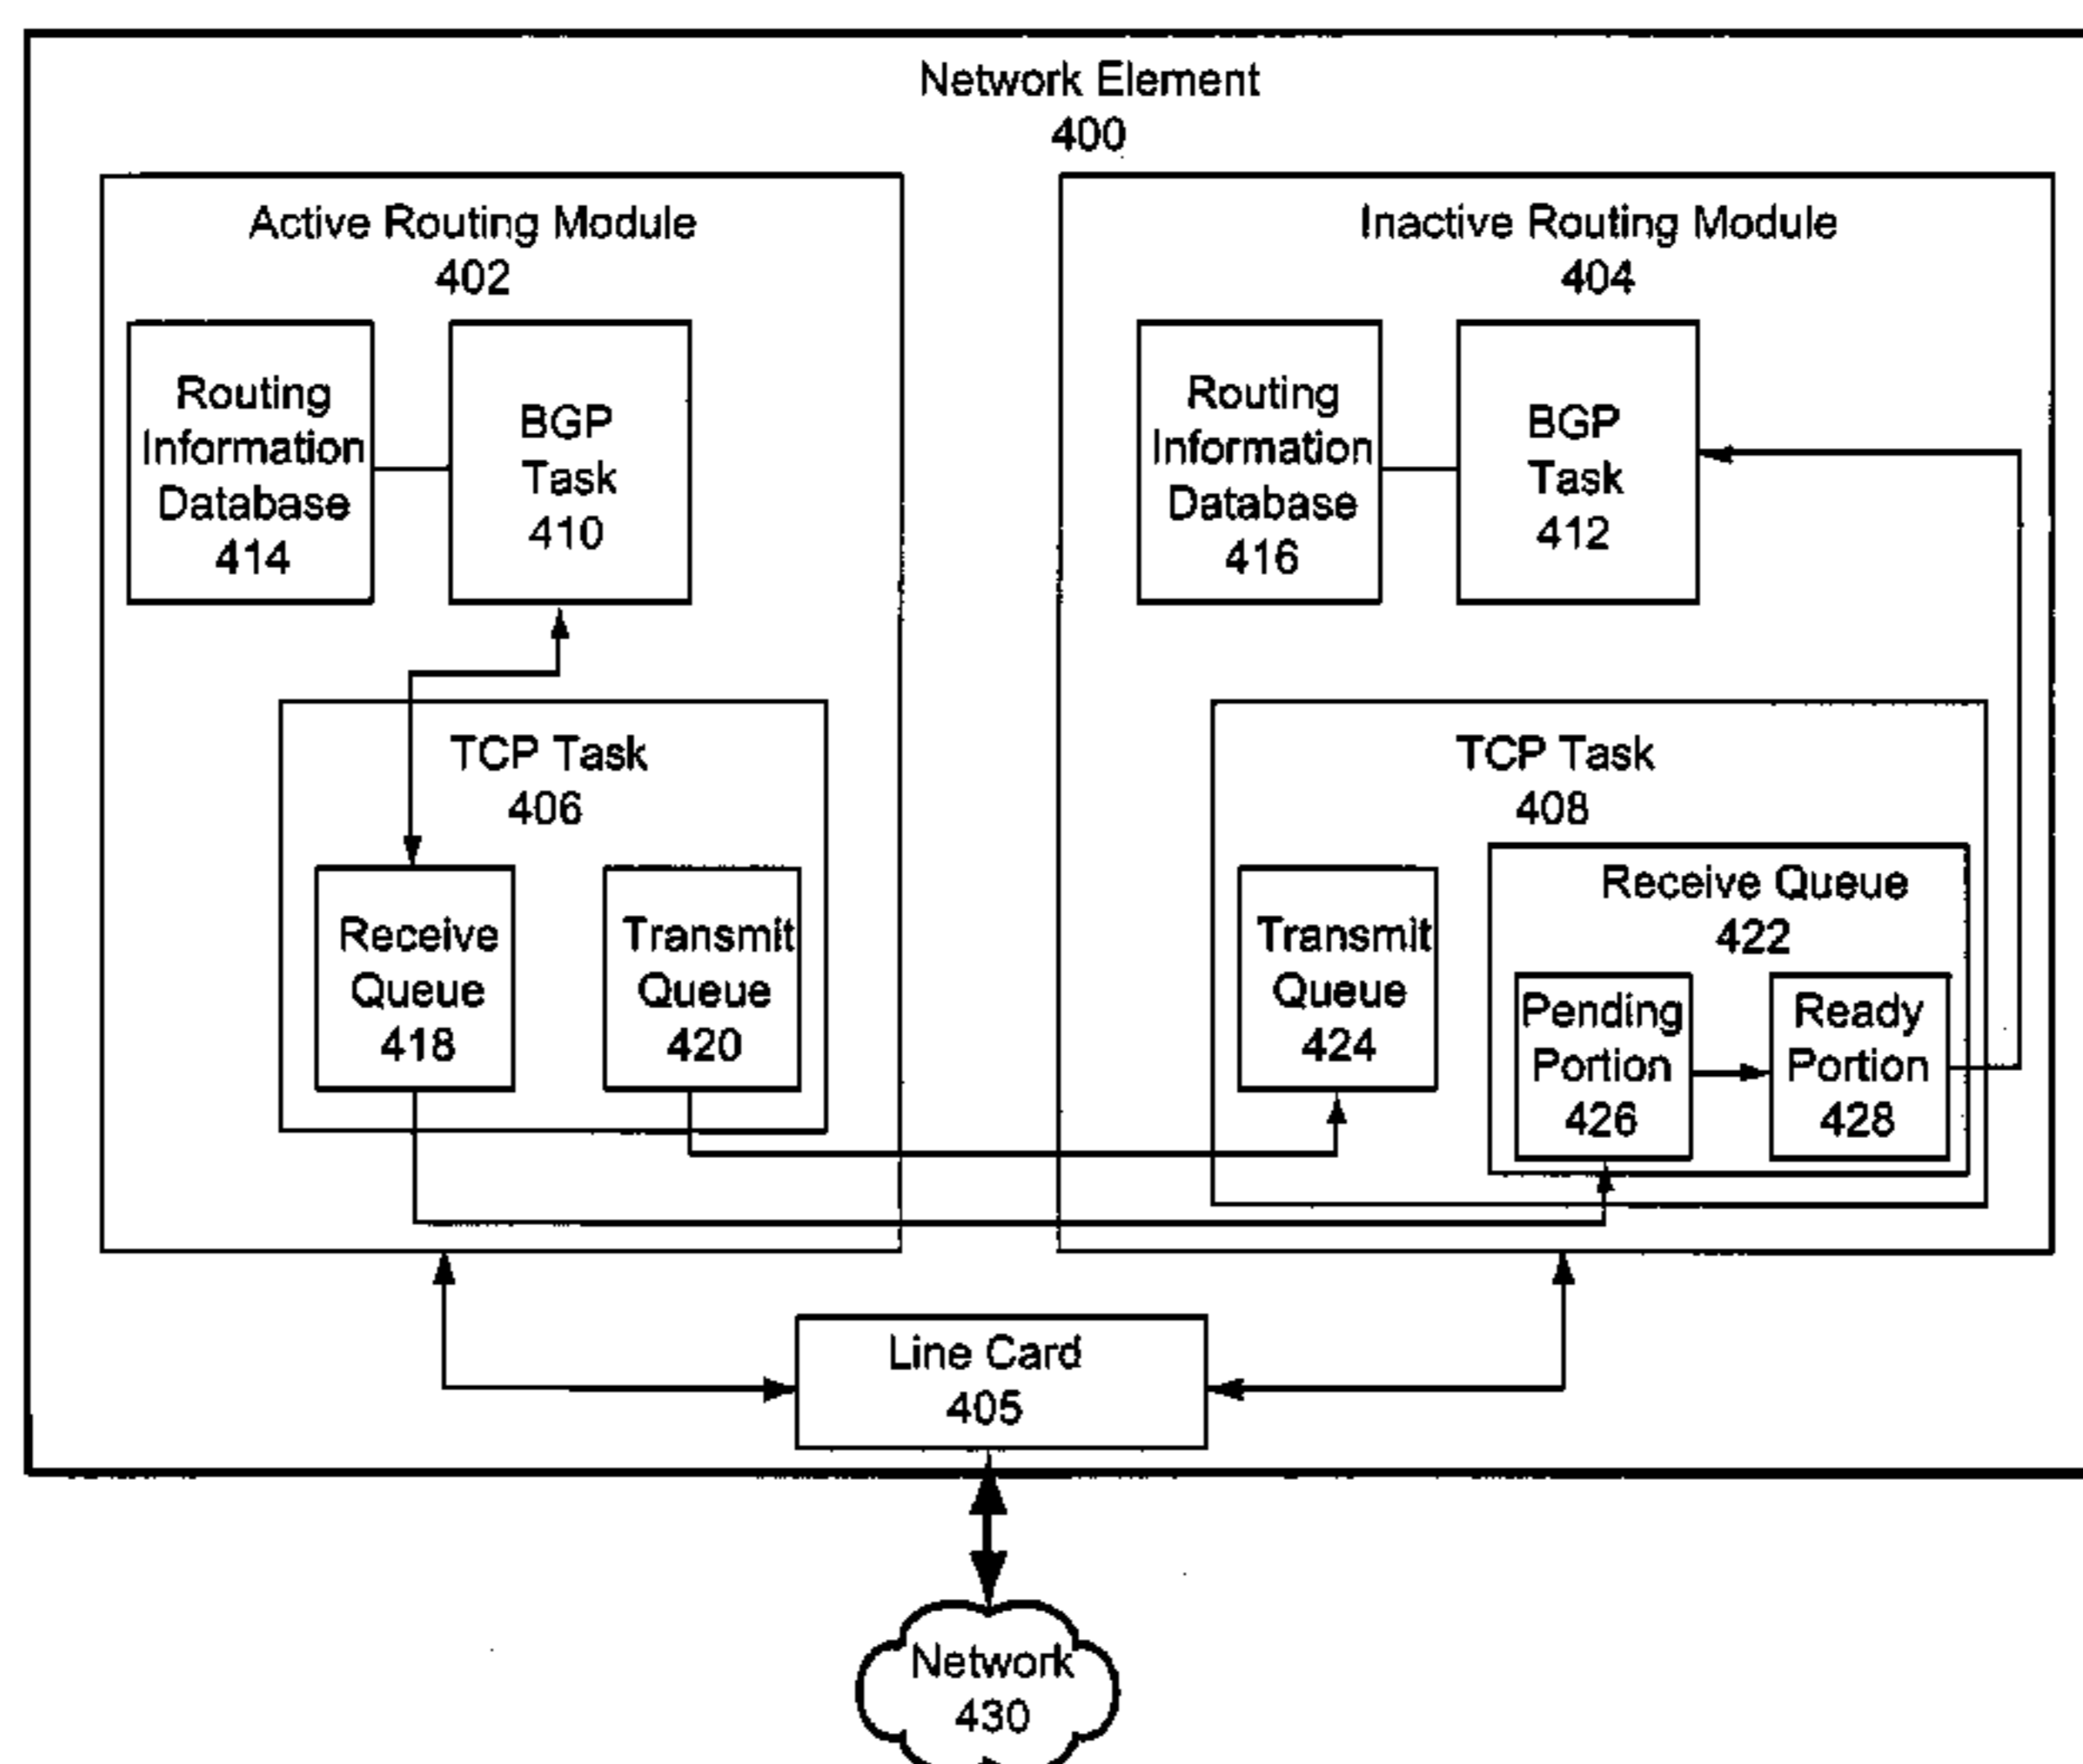 Network Element
400
Active Routing Module
402
Routing
Information
Database
414
BGP
Task
410
TCP Task
406
Receive
Queue
418
Transmit
Queue
420
Inactive Routing Module
404
Routing
Information
Database
416
BGP
Task
412
TCP Task
408
Transmit
Queue
424
Receive Queue
422
Pending
Portion
426
Ready
Portion
428
Line Card
405
Network
430